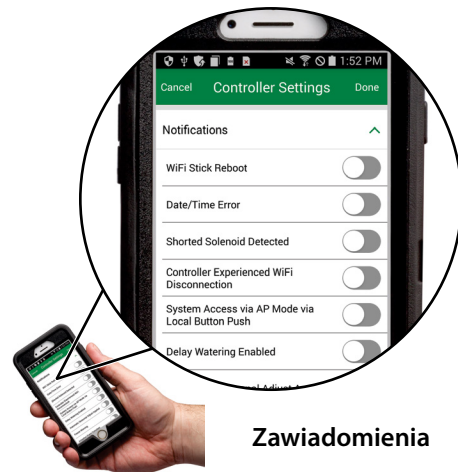 1:52 PM
Cancel Controller Settings Done
Notifications
WiFi Stick Reboot
Date/Time Error
Shorted Solenoid Detected
Controller Experienced WiFi
Disconnection
System Access via AP Mode via
Local Button Push
Delay Watering Enabled
Adjust
Zawiadomienia